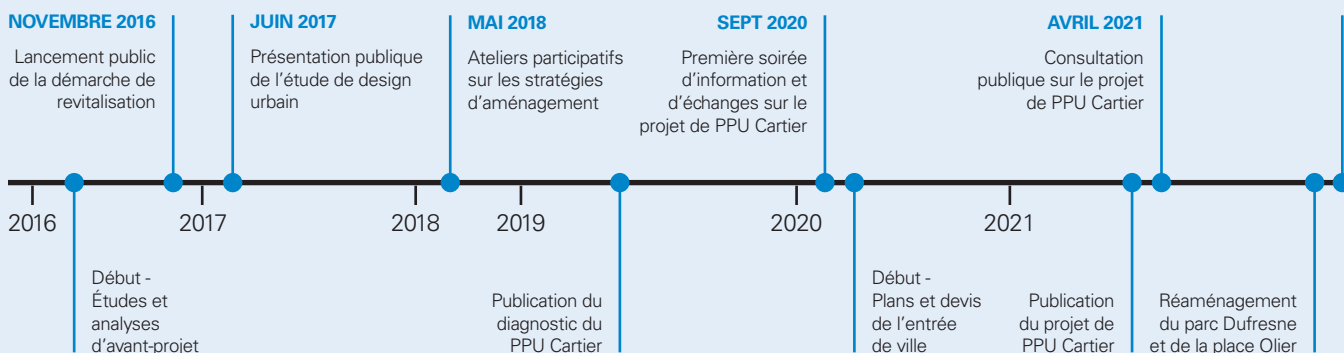 NOVEMBRE 2016
Lancement public
de la démarche de
revitalisation
JUIN 2017
Présentation publique
de l'étude de design
urbain
MAI 2018
Ateliers participatifs
sur les stratégies
d'aménagement
SEPT 2020
Première soirée
d'information et
d'échanges sur le
projet de PPU Cartier
AVRIL 2021
Consultation
publique sur le projet
de PPU Cartier
2016
2017
2018
2019
2020
2021
Début -
Études et
analyses
d'avant-projet
Publication du
diagnostic du
PPU Cartier
Début -
Plans et devis
de l'entrée
de ville
Publication
du projet de
PPU Cartier
Réaménagement
du parc Dufresne
et de la place Olier